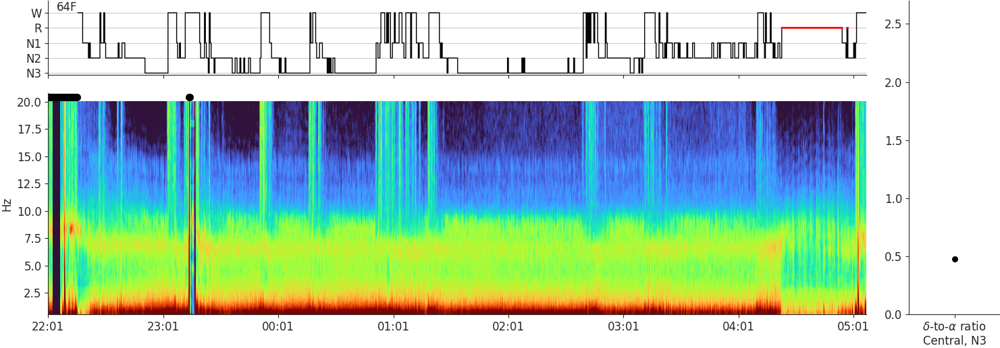 64F
W
R
N1
N2
N3
20.0
17.5
15.0
12.5
10.0
7.5
5.0
2.5
Hz
22:01 23:01 00:01 01:01 02:01 03:01 04:01 05:01
2.5
2.0
1.5
1.0
0.5
0.0
δ-to-α ratio
Central, N3